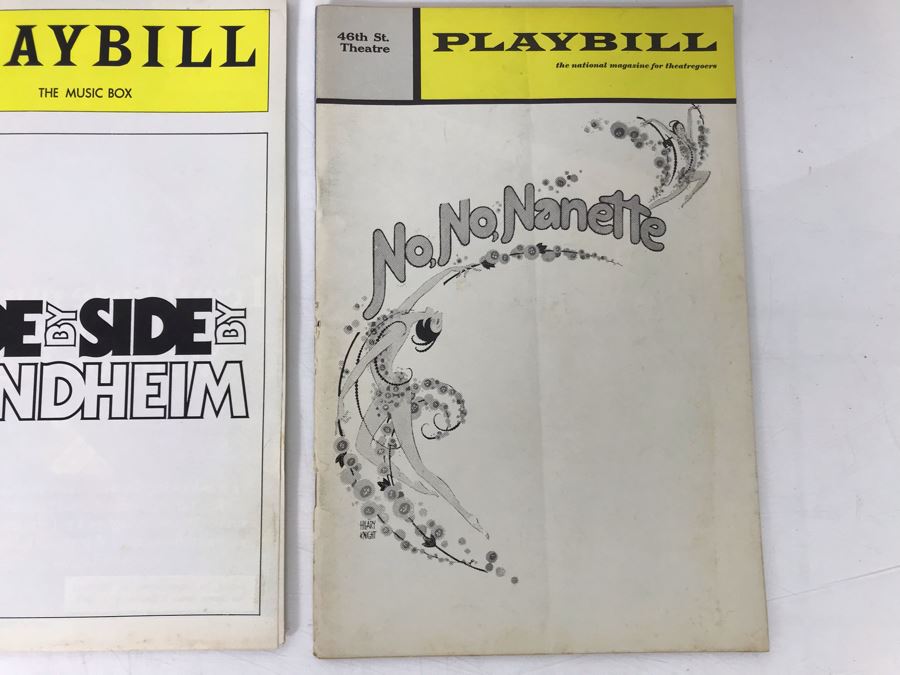 AYBILL
THE MUSIC BOX
DE BY SIDE BY
NDHEIM
46th St.
Theatre
PLAYBILL
the national magazine for theatregoers
No, No, Nanette
HILARY
KNIGHT